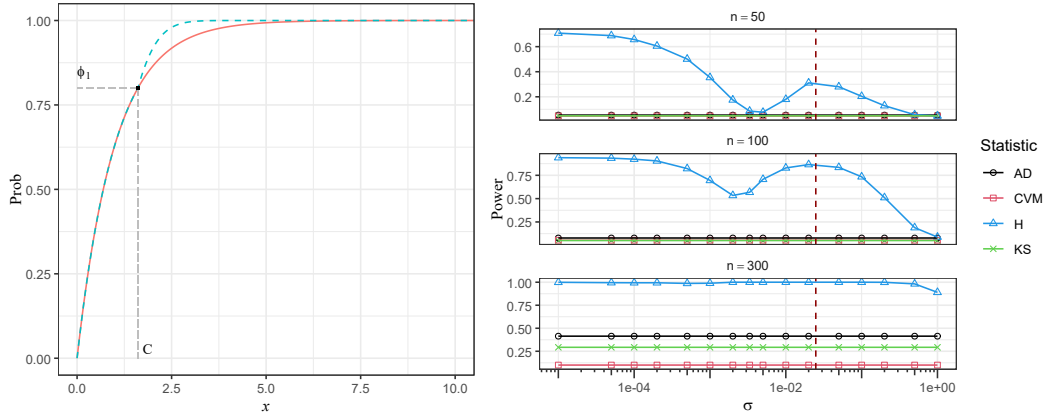 1.00
0.75
0.50
0.25
0.00
Prob
ϕ1
C
0.0 2.5 5.0 7.5 10.0
x
n = 50
0.6
0.4
0.2
n = 100
0.75
0.50
0.25
Power
n = 300
1.00
0.75
0.50
0.25
1e-04 1e-02 1e+00
σ
Statistic
AD
CVM
H
KS